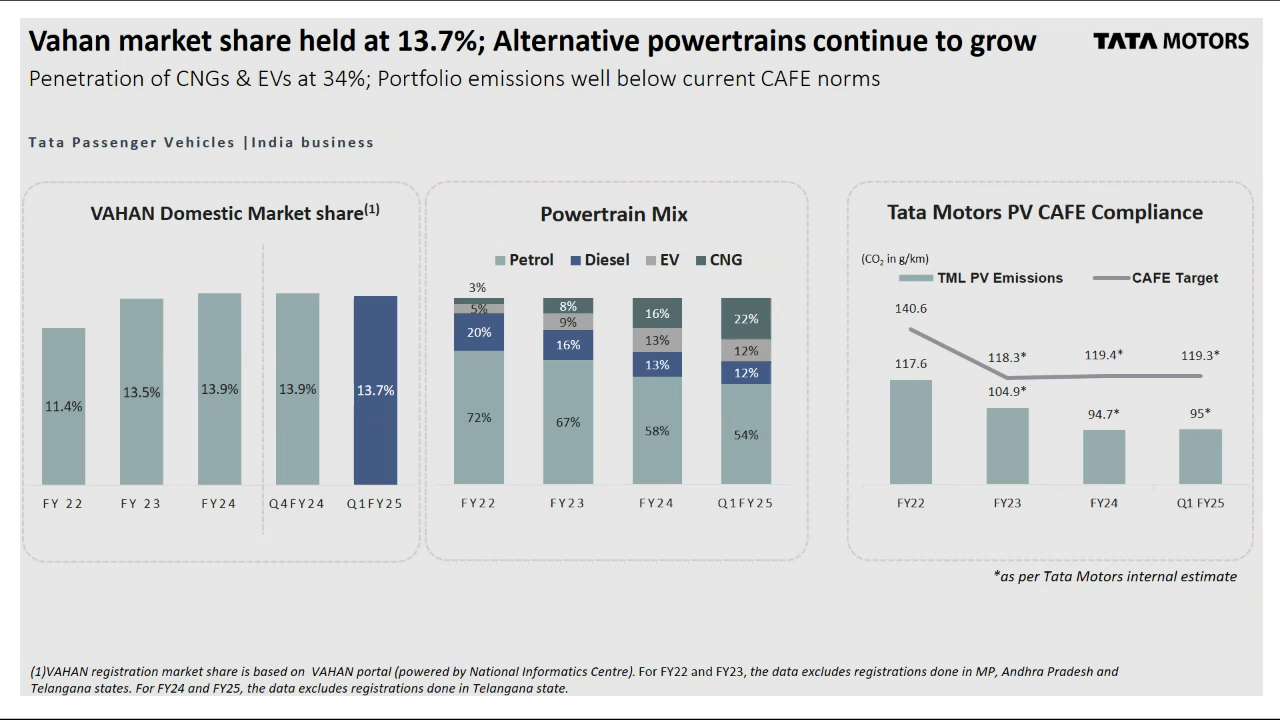 Vahan market share held at 13.7%; Alternative powertrains continue to grow
TATA MOTORS
Penetration of CNGs & EVs at 34%; Portfolio emissions well below current CAFE norms
Tata Passenger Vehicles |India business
VAHAN Domestic Market share(1)
11.4%
13.5%
13.9%
13.9%
13.7%
FY 22
FY 23
FY24
Q4FY24
Q1FY25
Powertrain Mix
Petrol
Diesel
EV
CNG
3%
5%
20%
72%
8%
9%
16%
67%
16%
13%
13%
58%
22%
12%
12%
54%
FY22
FY23
FY24
Q1FY25
Tata Motors PV CAFE Compliance
(CO2 in g/km)
TML PV Emissions
CAFE Target
140.6
118.3*
119.4*
119.3*
117.6
104.9*
94.7*
95*
FY22
FY23
FY24
Q1 FY25
*as per Tata Motors internal estimate
(1)VAHAN registration market share is based on VAHAN portal (powered by National Informatics Centre). For FY22 and FY23, the data excludes registrations done in MP, Andhra Pradesh and
Telangana states. For FY24 and FY25, the data excludes registrations done in Telangana state.